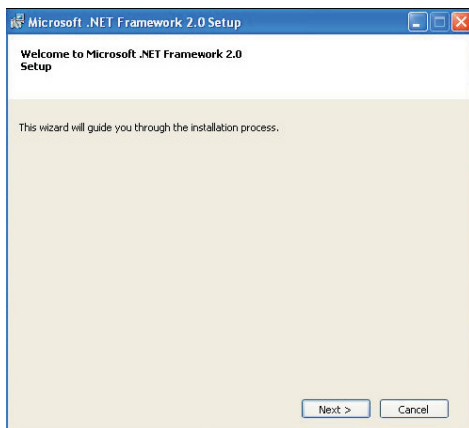 Microsoft .NET Framework 2.0 Setup
Welcome to Microsoft .NET Framework 2.0
Setup
This wizard will guide you through the installation process.
Next > Cancel